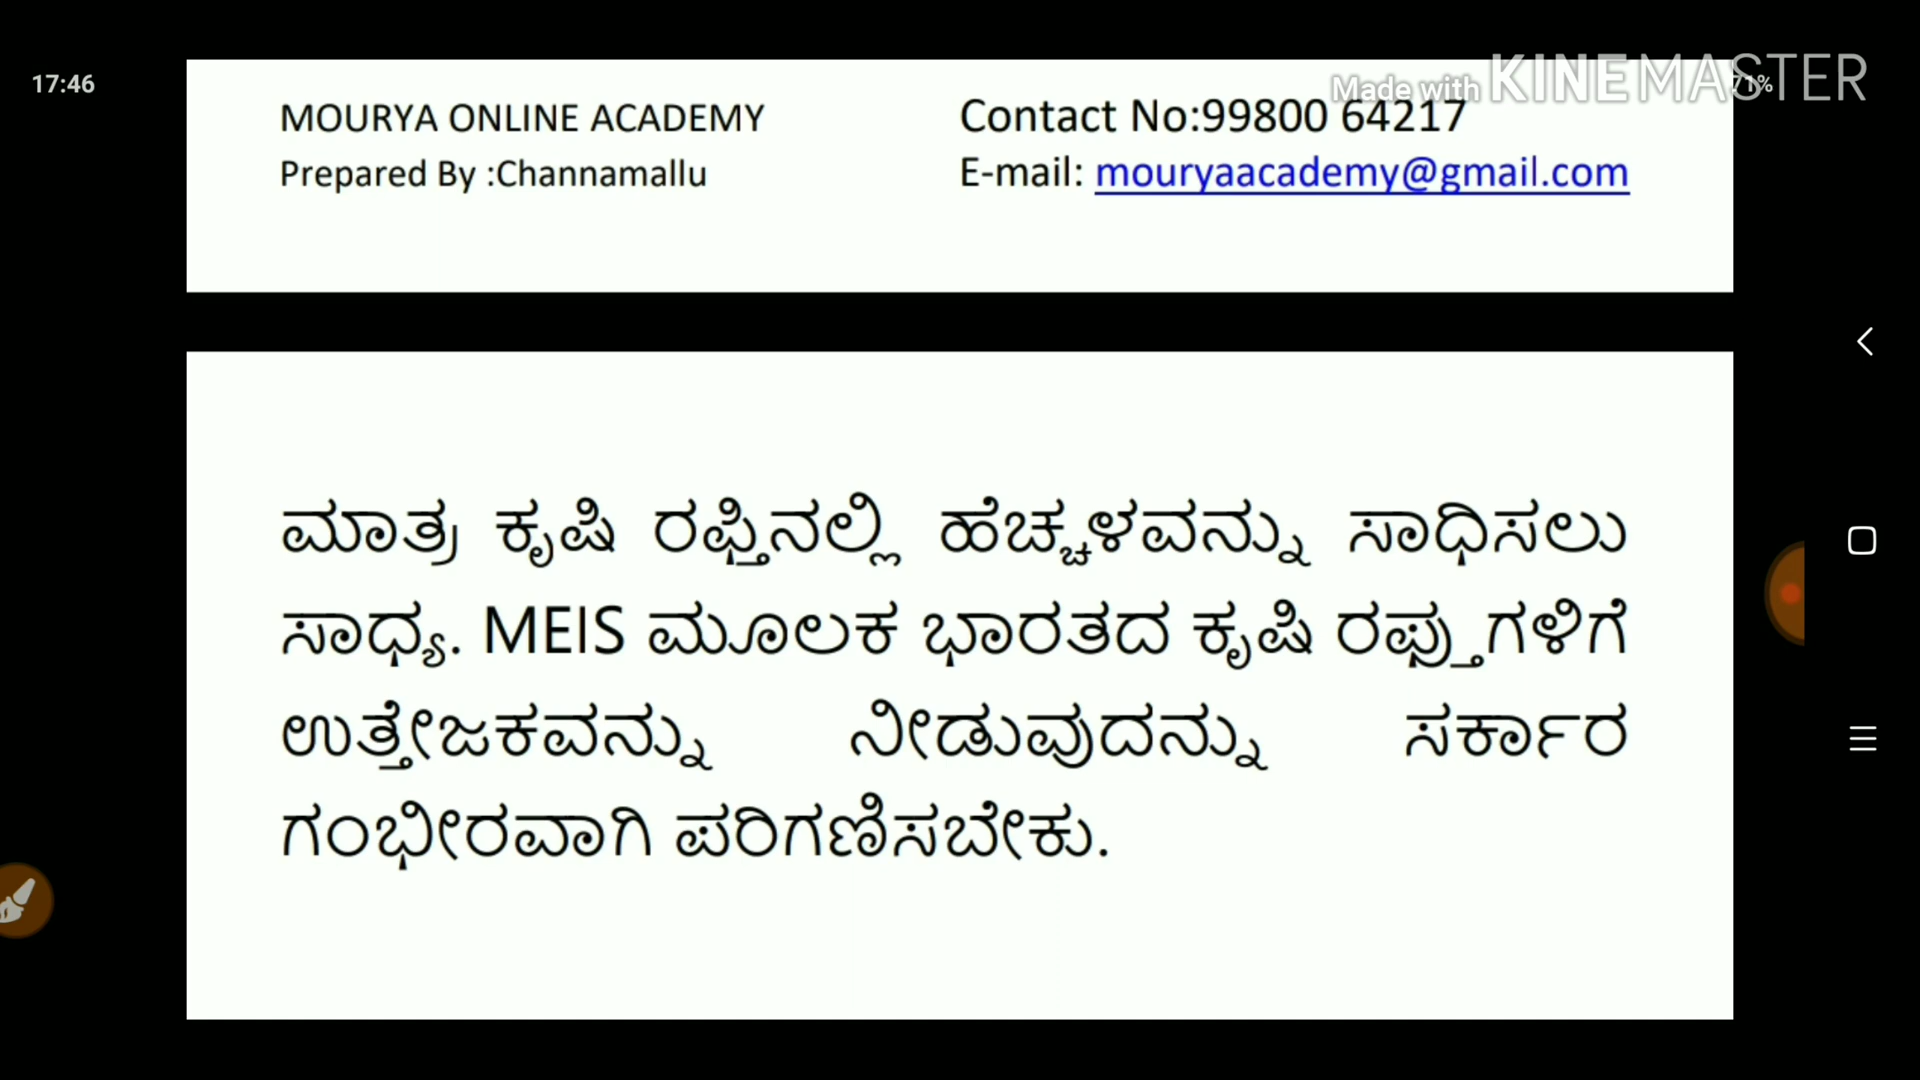 17:46
Made with KINEMASTER
71%
MOURYA ONLINE ACADEMY
Contact No:99800 64217
Prepared By :Channamallu
E-mail: mouryaacademy@gmail.com
ಮಾತ್ರ ಕೃಷಿ ರಫ್ತಿನಲ್ಲಿ ಹೆಚ್ಚಳವನ್ನು ಸಾಧಿಸಲು
ಸಾಧ್ಯ. MEIS ಮೂಲಕ ಭಾರತದ ಕೃಷಿ ರಫ್ತುಗಳಿಗೆ
ಉತ್ತೇಜಕವನ್ನು ನೀಡುವುದನ್ನು ಸರ್ಕಾರ
ಗಂಭೀರವಾಗಿ ಪರಿಗಣಿಸಬೇಕು.